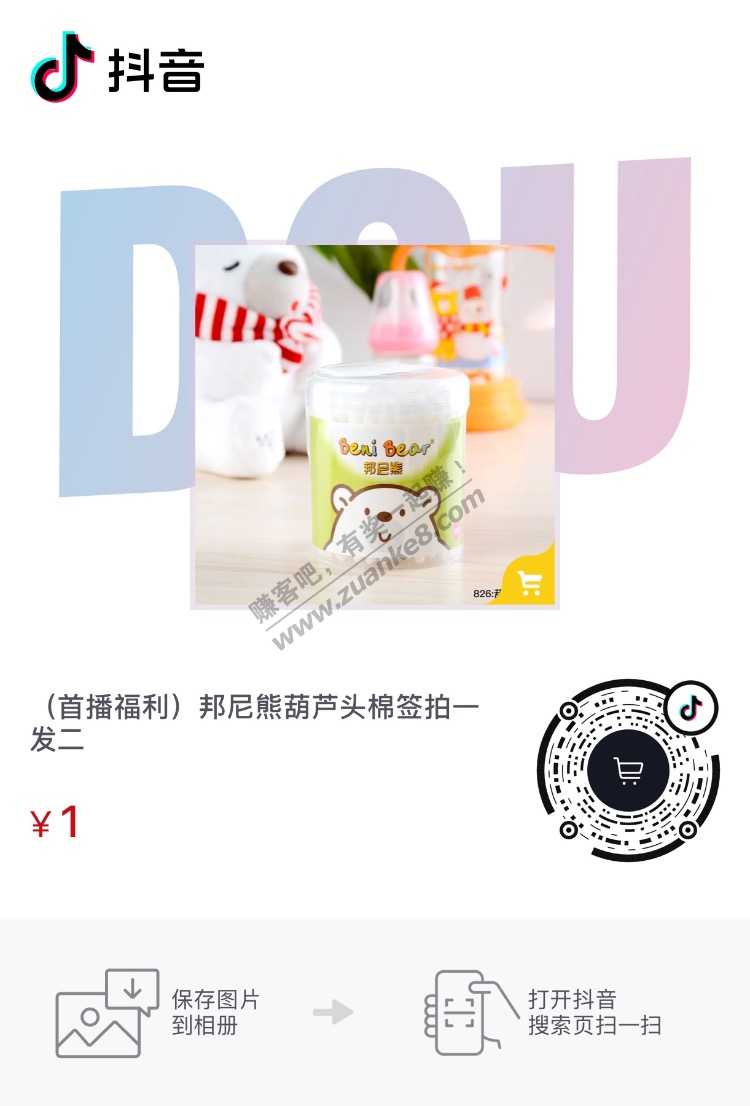 抖音
DOU
Beni Bear
邦尼熊
赚客吧，有奖一起赚！
www.zuanke8.com
826:
（首播福利）邦尼熊葫芦头棉签拍一
发二
¥1
保存图片
到相册
打开抖音
搜索页扫一扫